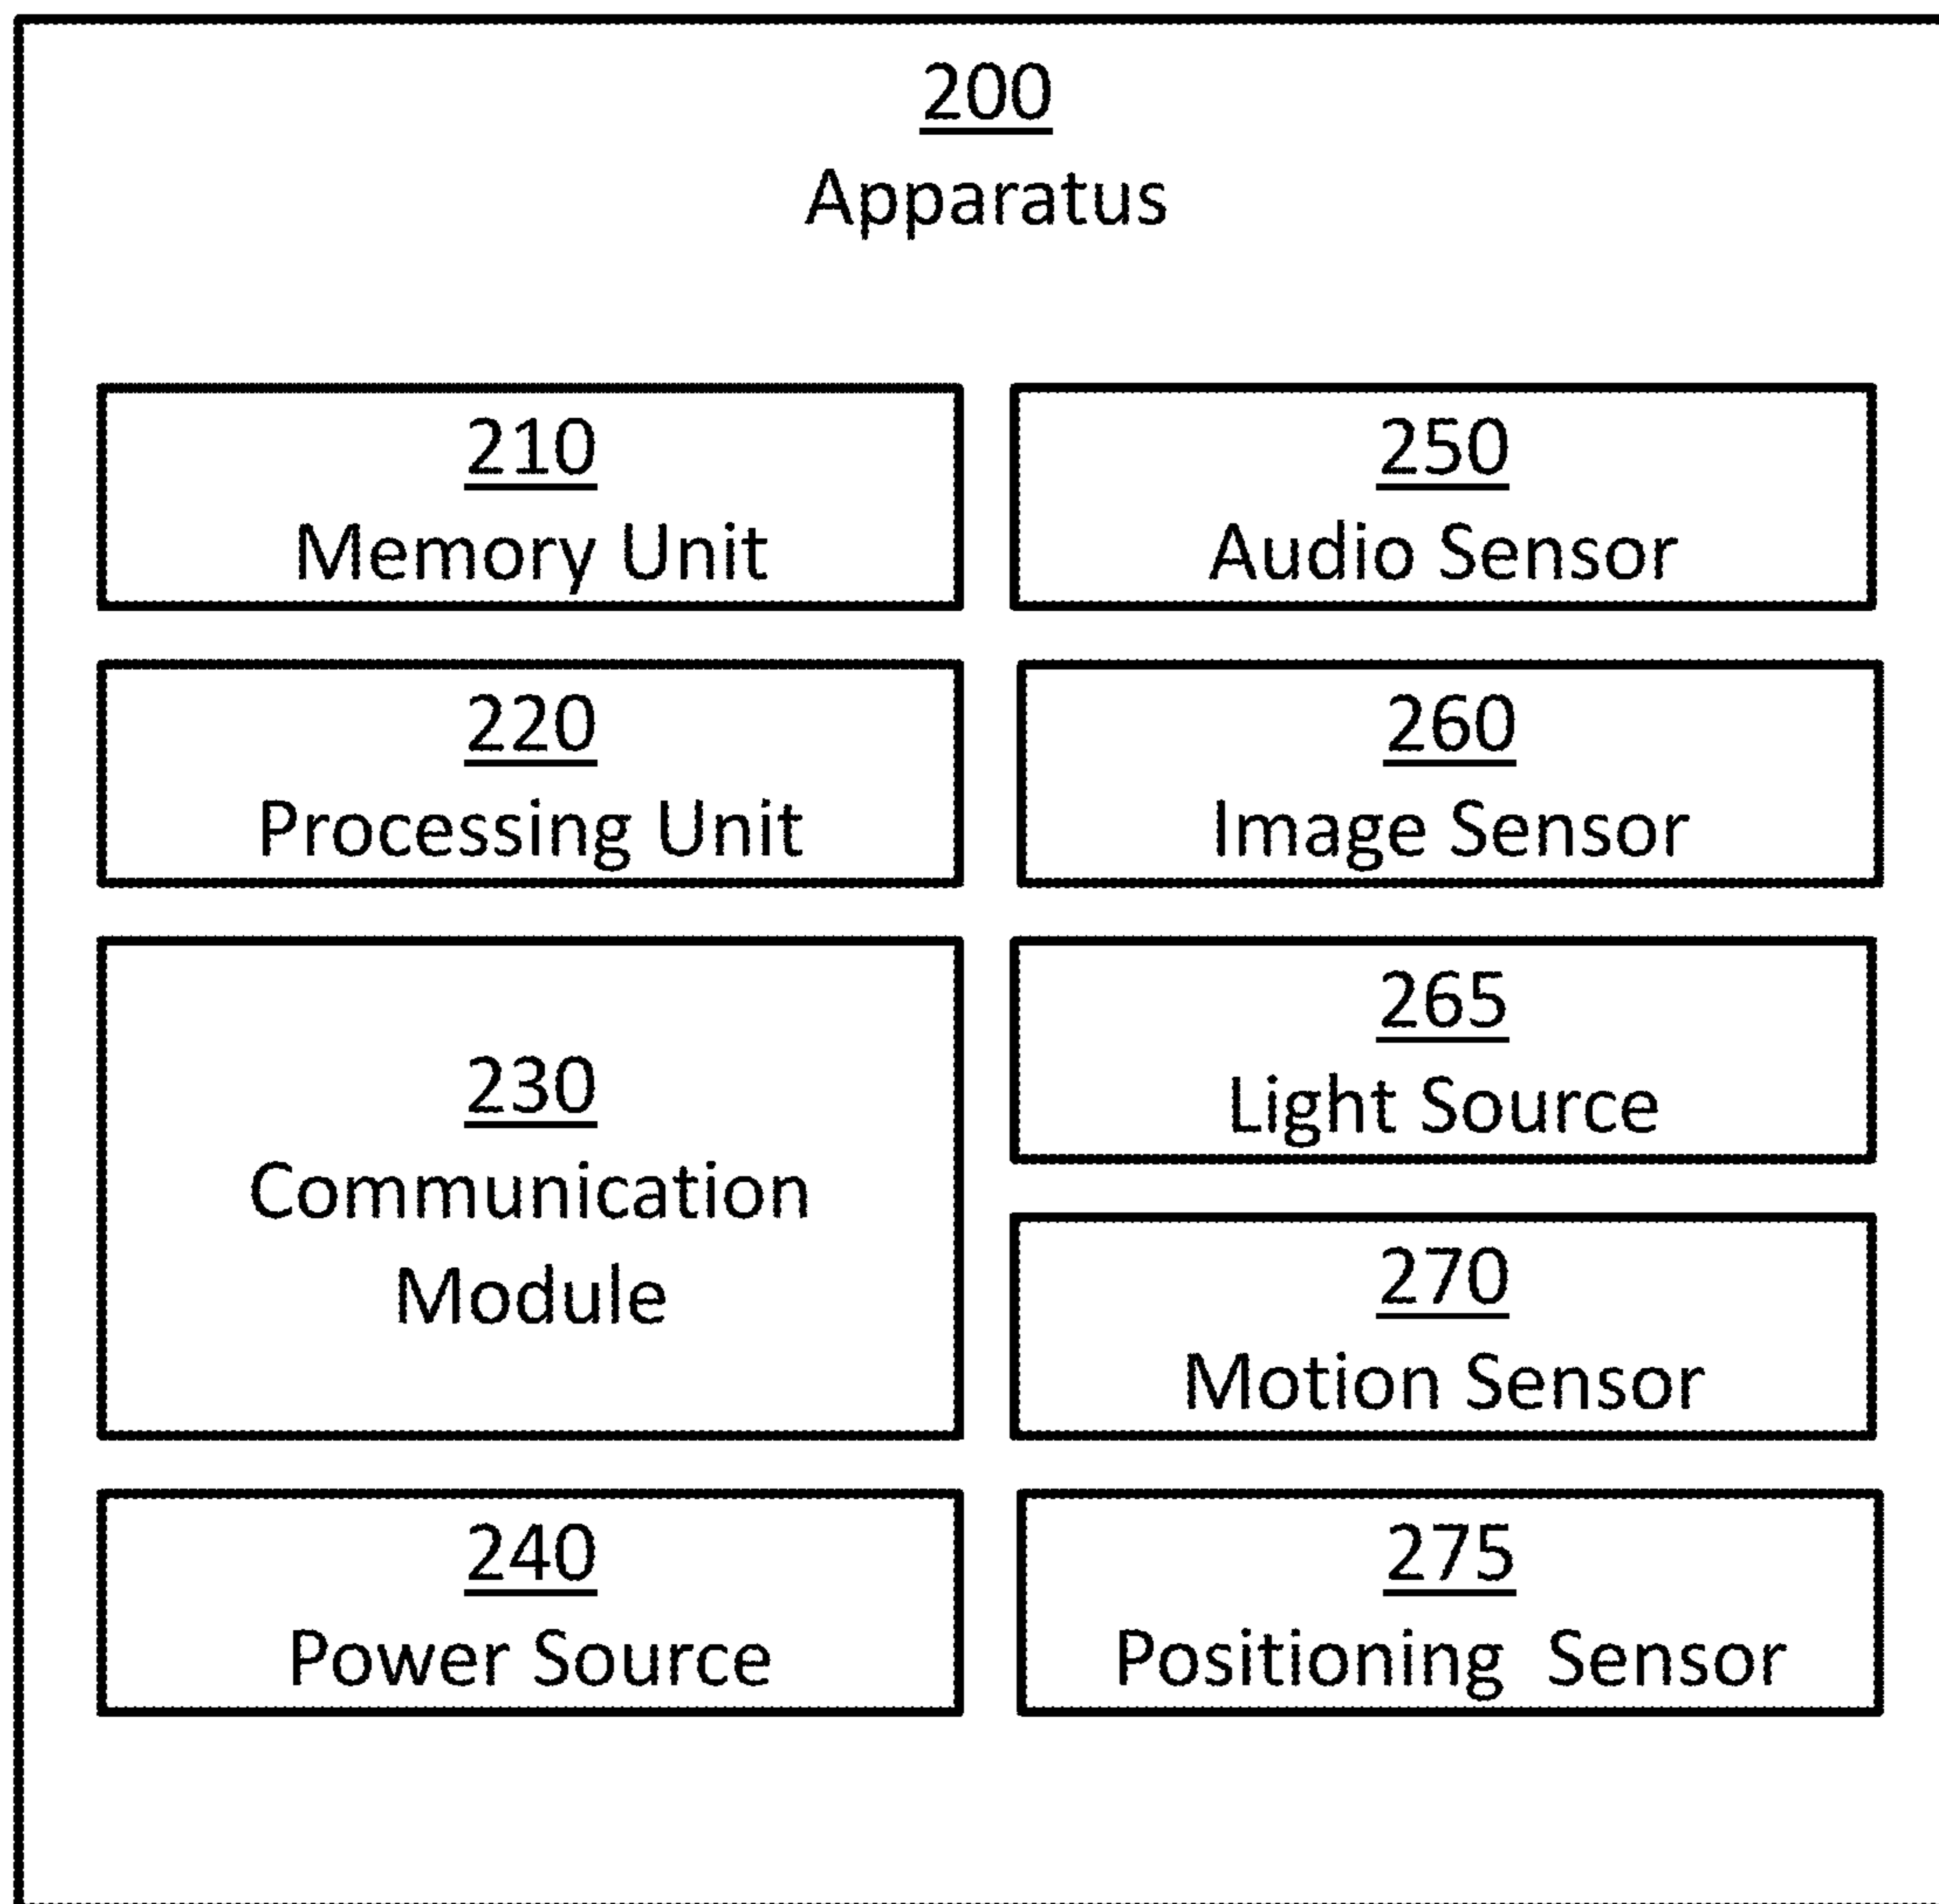 200
Apparatus
210
Memory Unit
250
Audio Sensor
220
Processing Unit
260
Image Sensor
230
Communication
Module
265
Light Source
270
Motion Sensor
240
Power Source
275
Positioning  Sensor